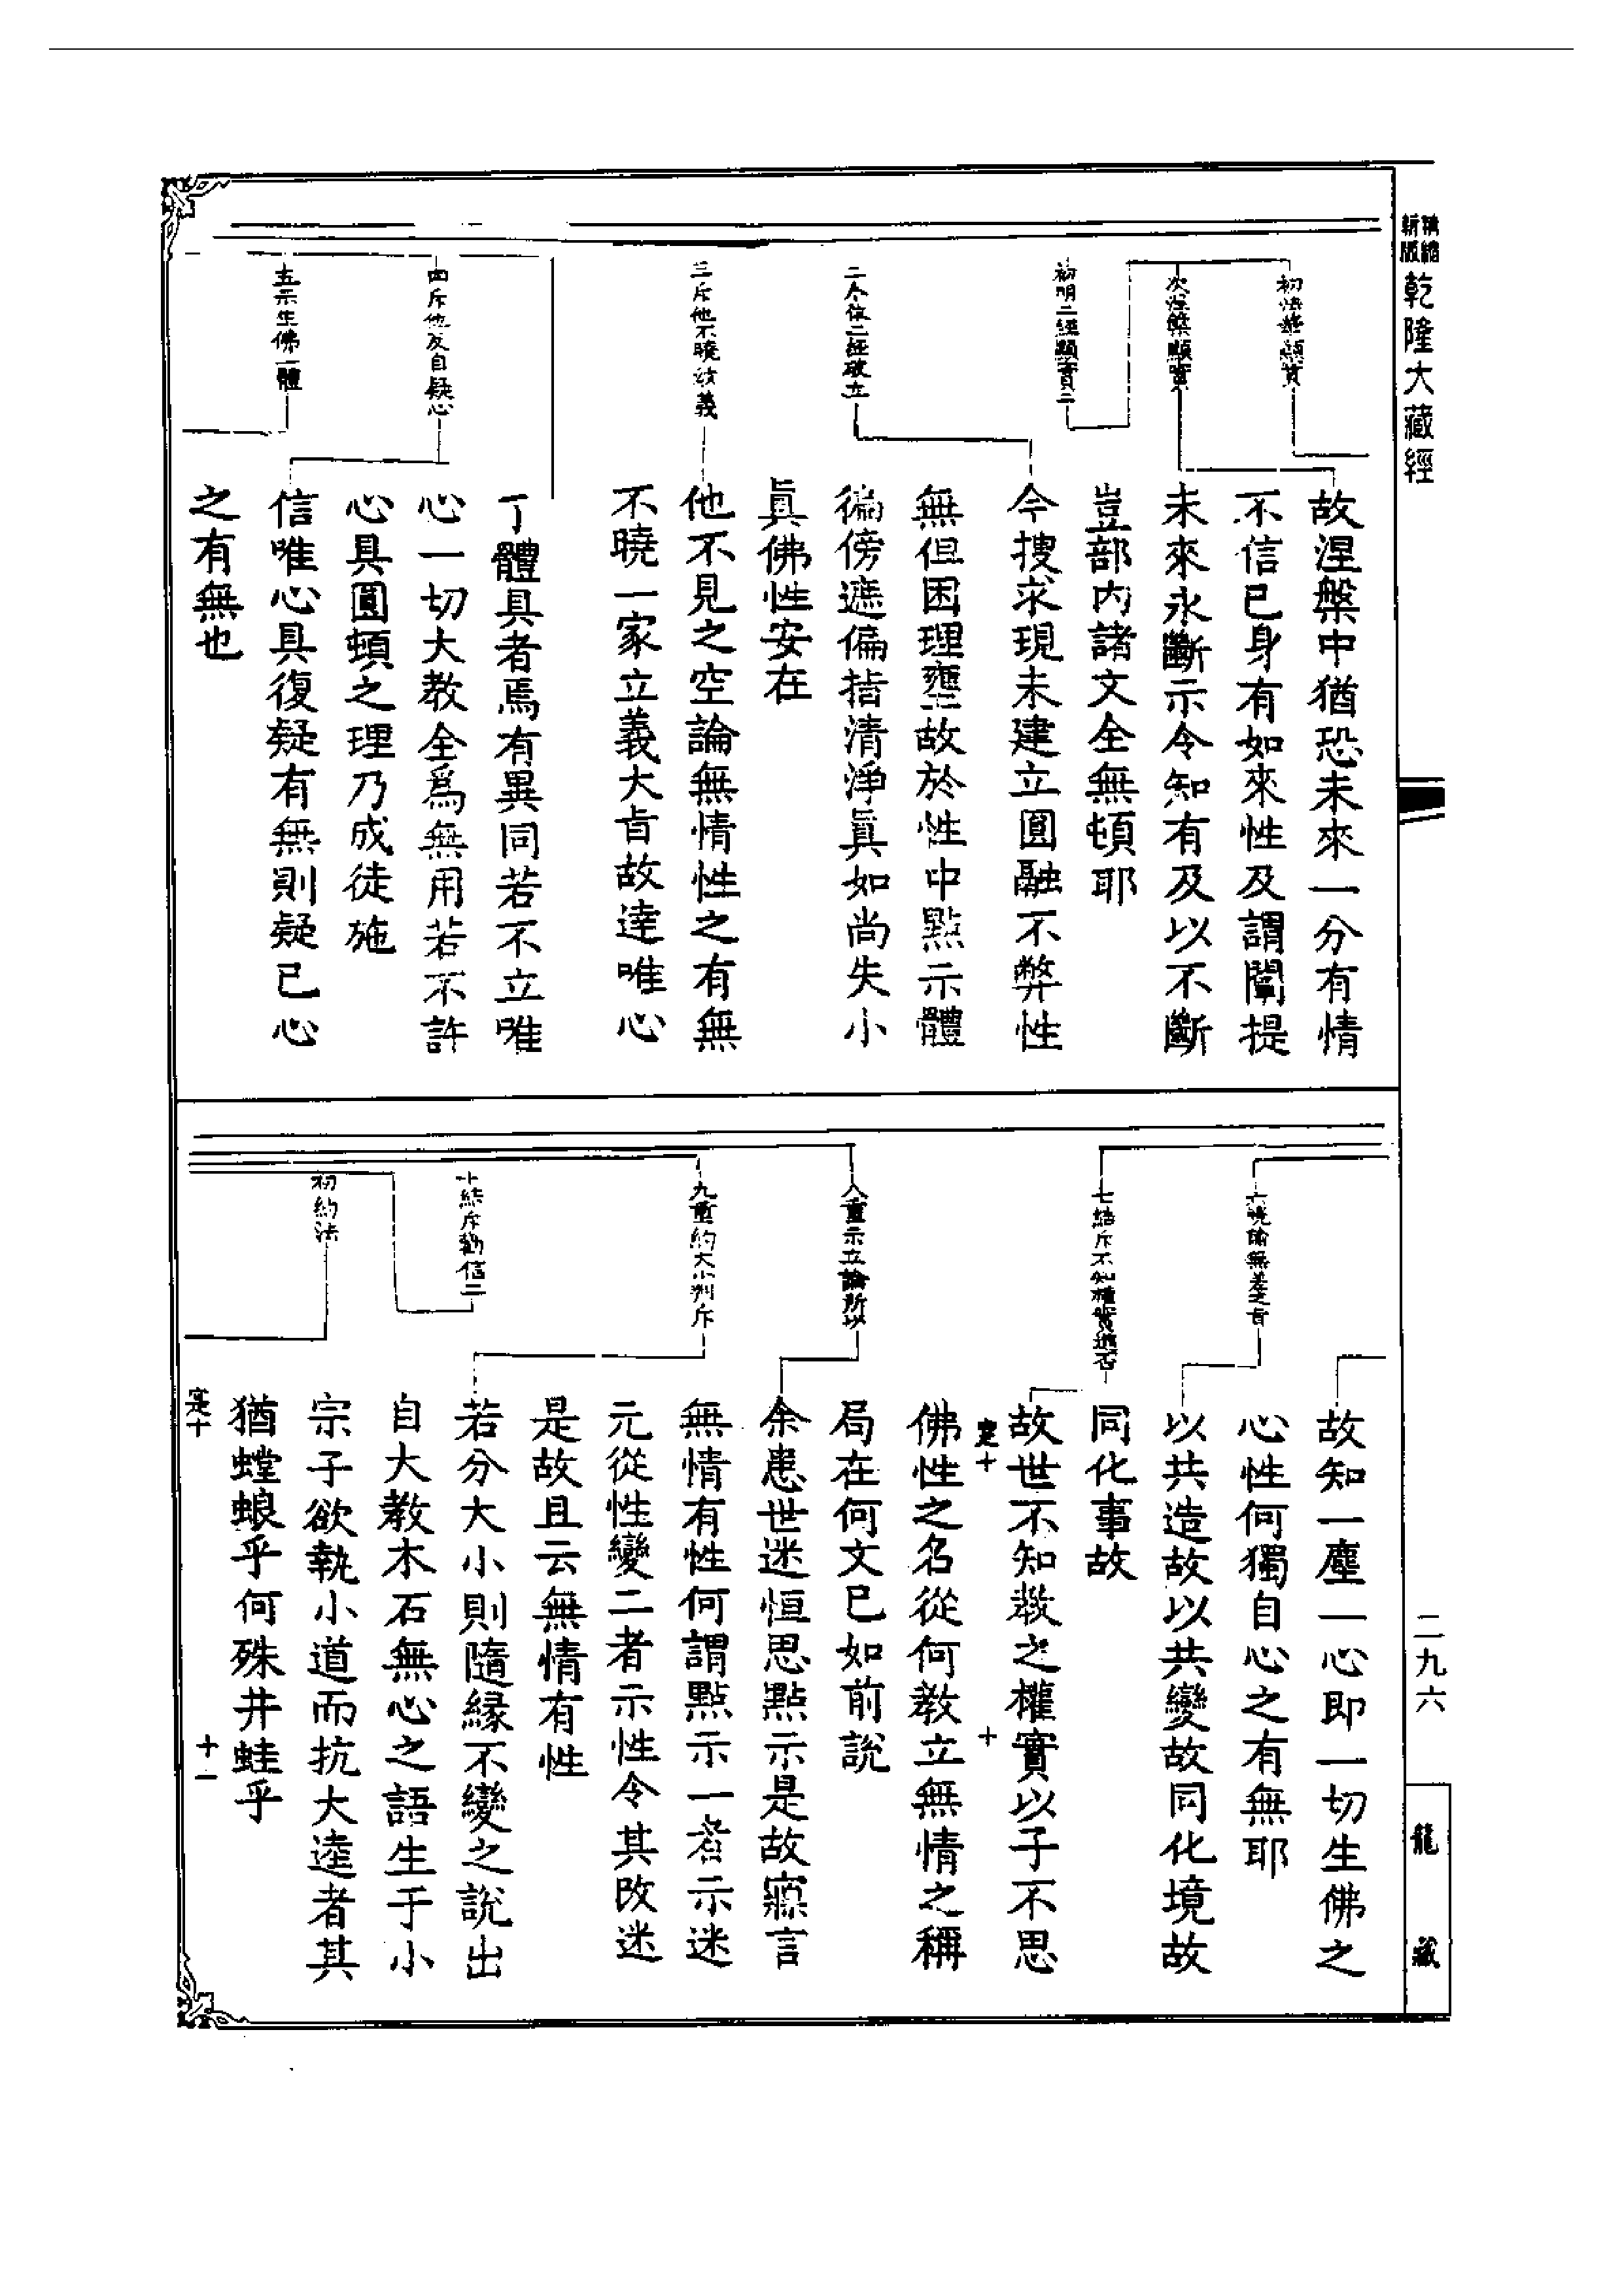 精縮
新版
乾隆大藏經
初法華顯實
次涅槃顯實
初明二經顯實二
二今依二經破立
三斥他不曉結義
四斥他反自疑心
五示生佛一體
故涅槃中猶恐未來一分有情
不信已身有如來性及謂闡提
未來永斷示令知有及以不斷
豈部內諸文全無頓耶
今搜求現未建立圓融不弊性
無但困理壅故於性中點示體
徧傍遮偏指清淨眞如尚失小
眞佛性安在
他不見之空論無情性之有無
不曉一家立義大旨故達唯心
了體具者焉有異同若不立唯
心一切大教全爲無用若不許
心具圓頓之理乃成徒施
信唯心具復疑有無則疑已心
之有無也
六曉喻無差之旨
七結斥不知權實進否
八重示立論所以
九重約大小判斥
十結斥勸信二
初約法
故知一塵一心即一切生佛之
心性何獨自心之有無耶
以共造故以共變故同化境故
同化事故
故世不知教之權實以子不思
寔十 十
佛性之名從何教立無情之稱
局在何文已如前說
余患世迷恒思點示是故寱言
無情有性何謂點示一者示迷
元從性變二者示性令其改迷
是故且云無情有性
若分大小則隨緣不變之說出
自大教木石無心之語生于小
宗子欲執小道而抗大逵者其
猶螳蜋乎何殊井蛙乎
寔十 十一
二九六
龍藏